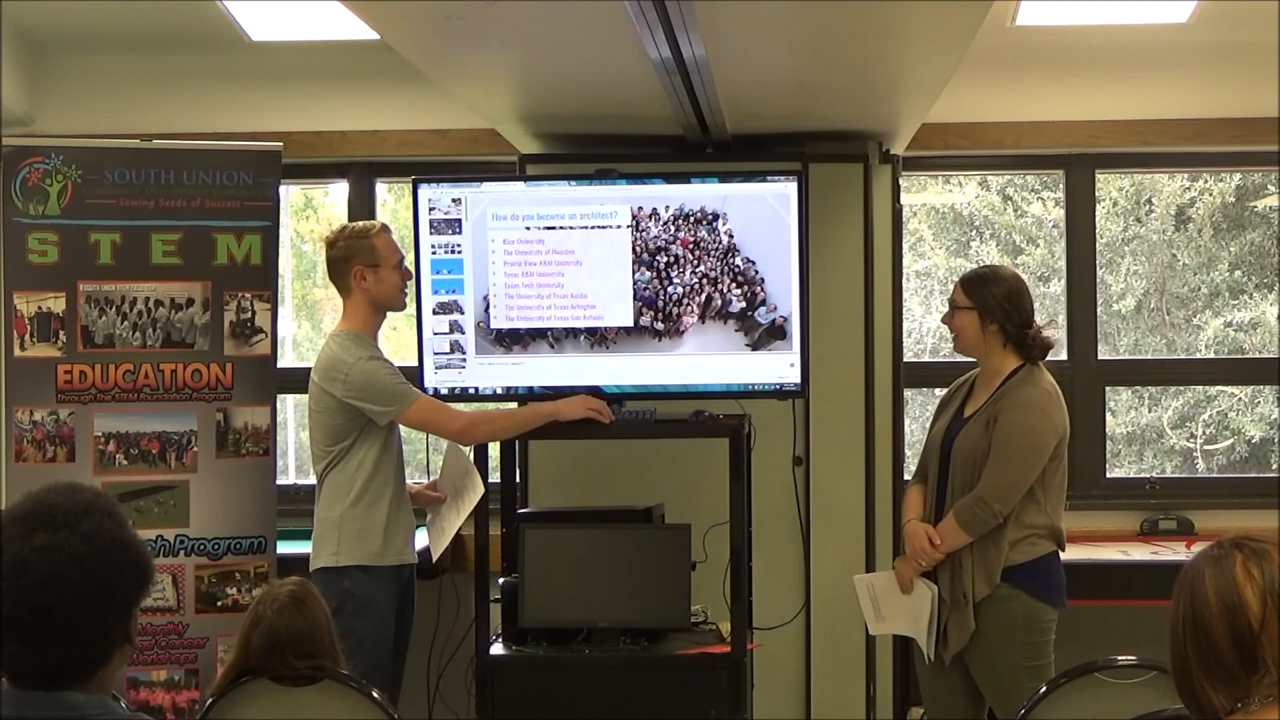 SOUTH UNION
Sowing Seeds of Success
STEM
EDUCATION
Through The STEM Foundation Program
ch Program
Monthly
Cancer
Workshops
How do you become an architect?
Rice University
The University of Houston
Prairie View A&M University
Texas A&M University
Texas Tech University
The University of Texas Austin
The University of Texas Arlington
The University of Texas San Antonio